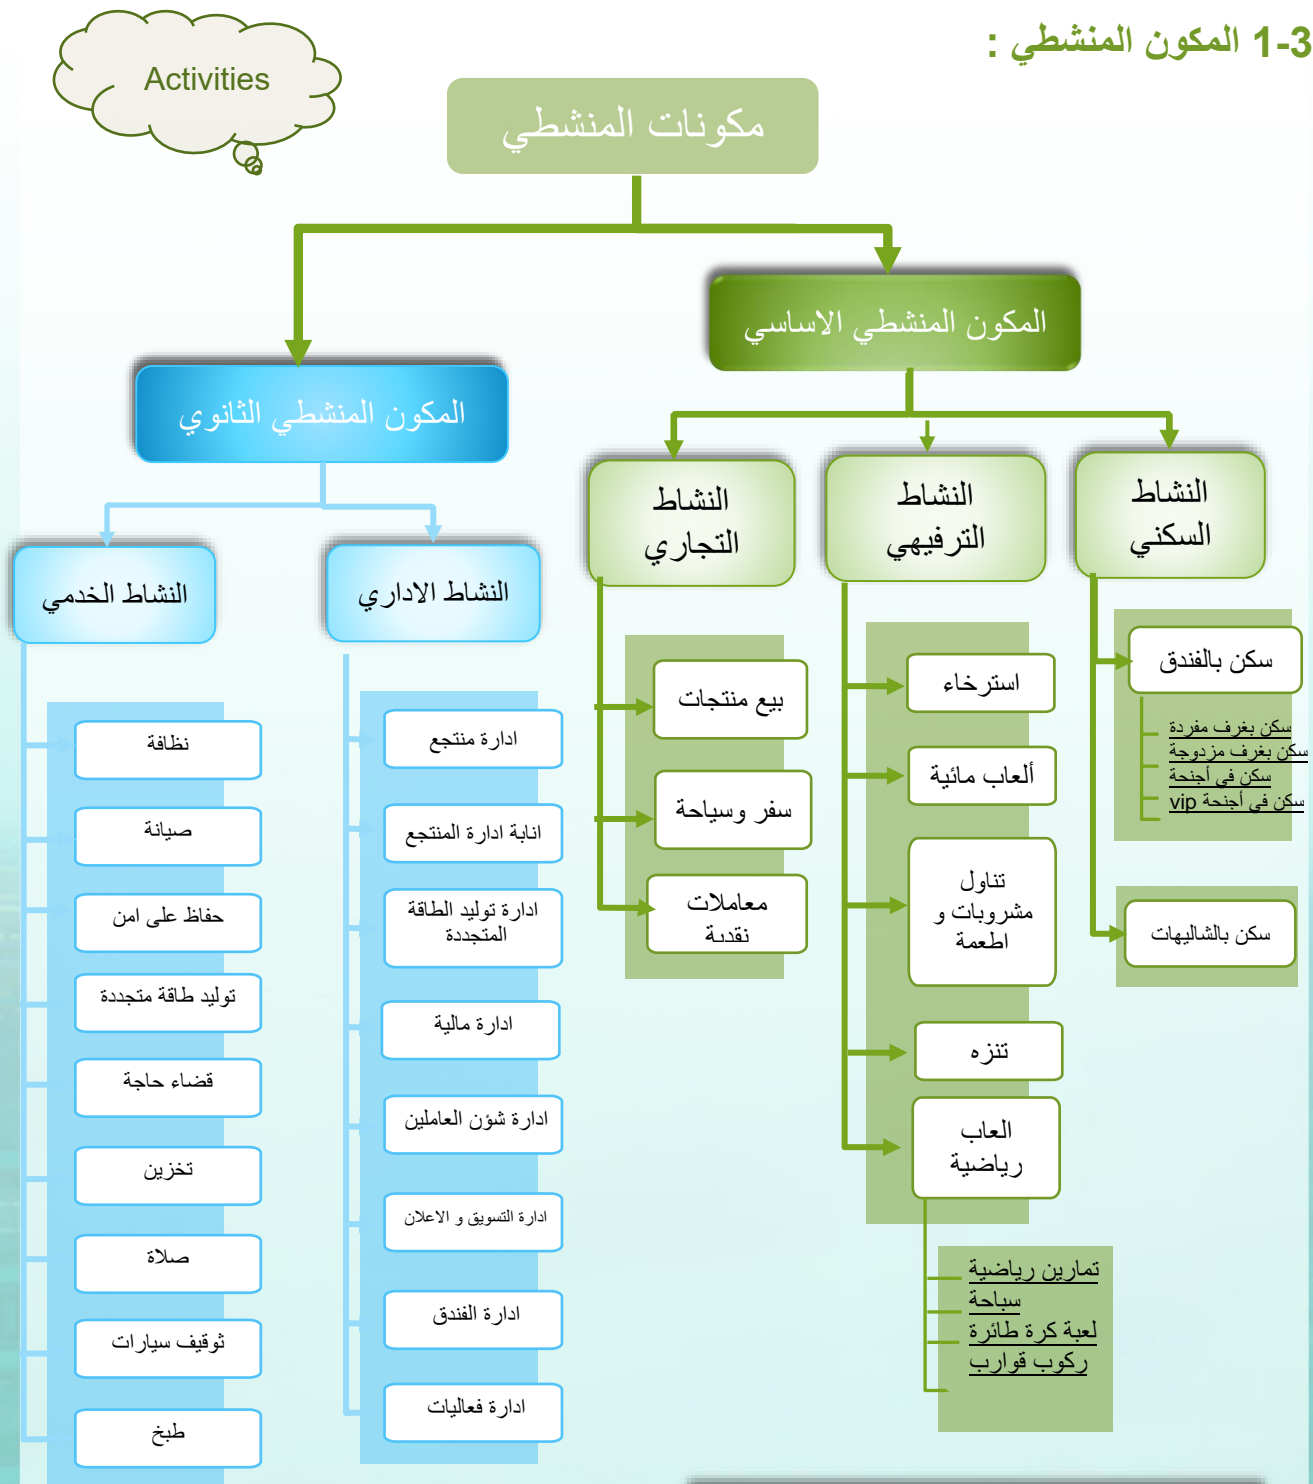 1-3 المكون المنشطي :
Activities
مكونات المنشطي
المكون المنشطي الاساسي
المكون المنشطي الثانوي
النشاط
السكني
النشاط
الترفيهي
النشاط
التجاري
النشاط الاداري
النشاط الخدمي
سكن بالفندق
سكن بغرف مفردة
سكن بغرف مزدوجة
سكن في أجنحة
سكن في أجنحة vip
سكن بالشاليهات
استرخاء
ألعاب مائية
تناول
مشروبات و
اطعمة
تنزه
العاب
رياضية
تمارين رياضية
سباحة
لعبة كرة طائرة
ركوب قوارب
بيع منتجات
سفر وسياحة
معاملات
نقدية
ادارة منتجع
انابة ادارة المنتجع
ادارة توليد الطاقة
المتجددة
ادارة مالية
ادارة شؤن العاملين
ادارة التسويق و الاعلان
ادارة الفندق
ادارة فعاليات
نظافة
صيانة
حفاظ على امن
توليد طاقة متجددة
قضاء حاجة
تخزين
صلاة
ثوقيف سيارات
طبخ